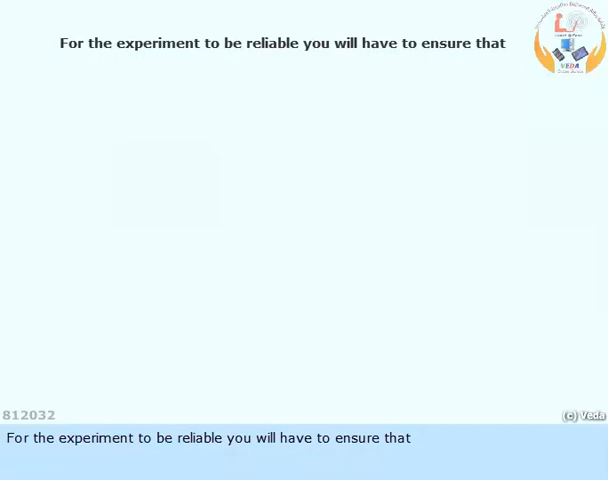 For the experiment to be reliable you will have to ensure that
VEDA
812032
(c) Veda
For the experiment to be reliable you will have to ensure that